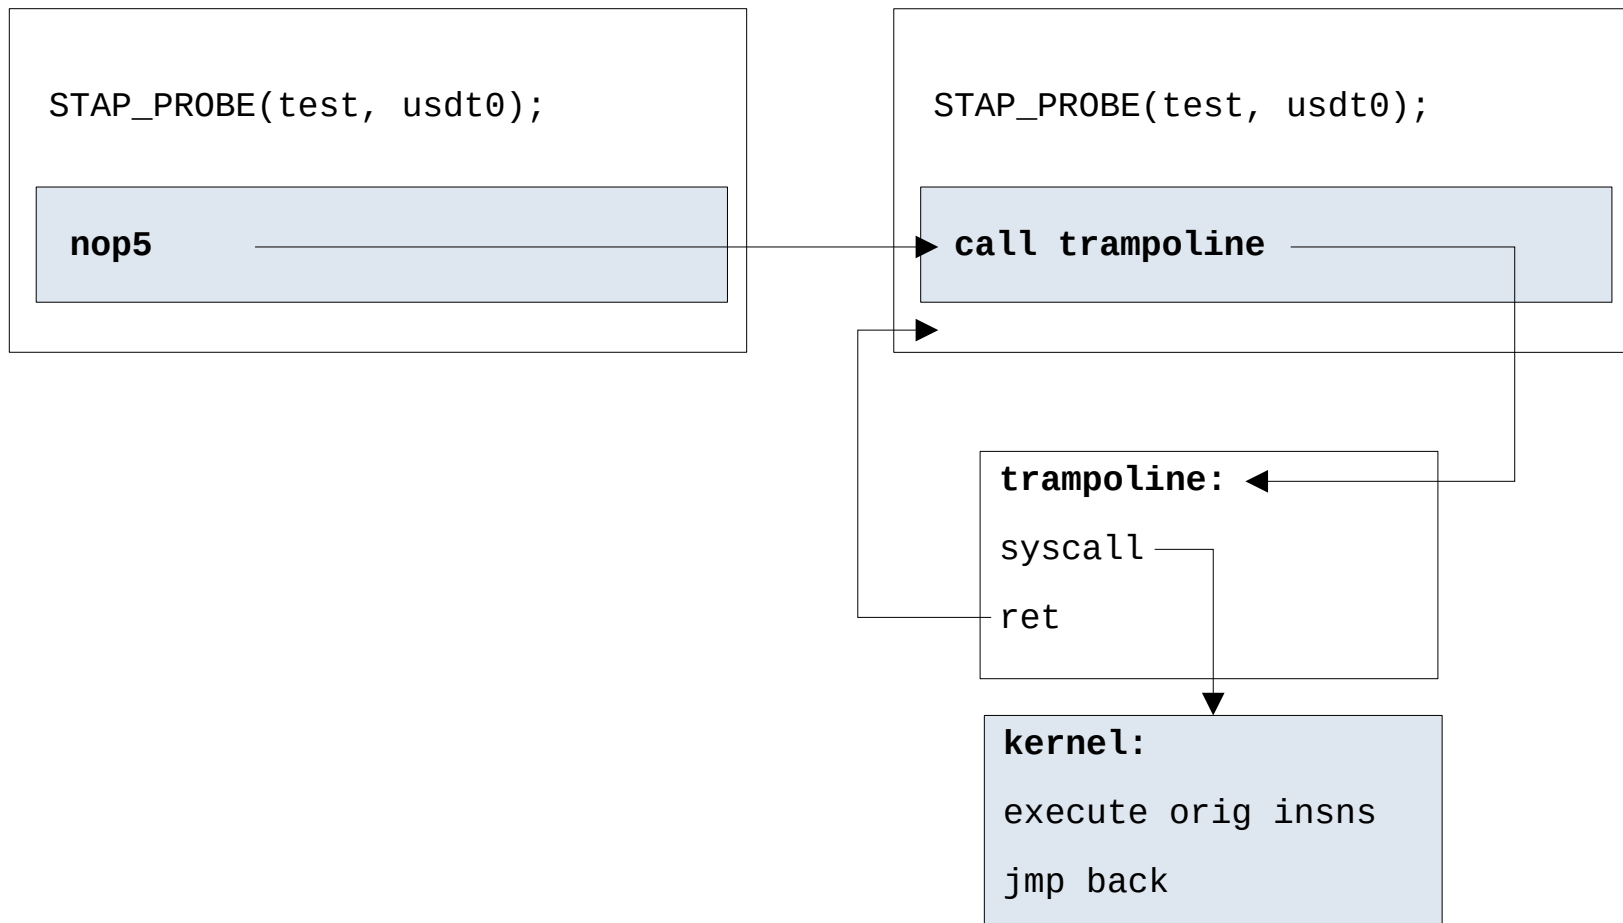 STAP_PROBE(test, usdt0);
nop5
STAP_PROBE(test, usdt0);
call trampoline
trampoline:
syscall
ret
kernel:
execute orig insns
jmp back